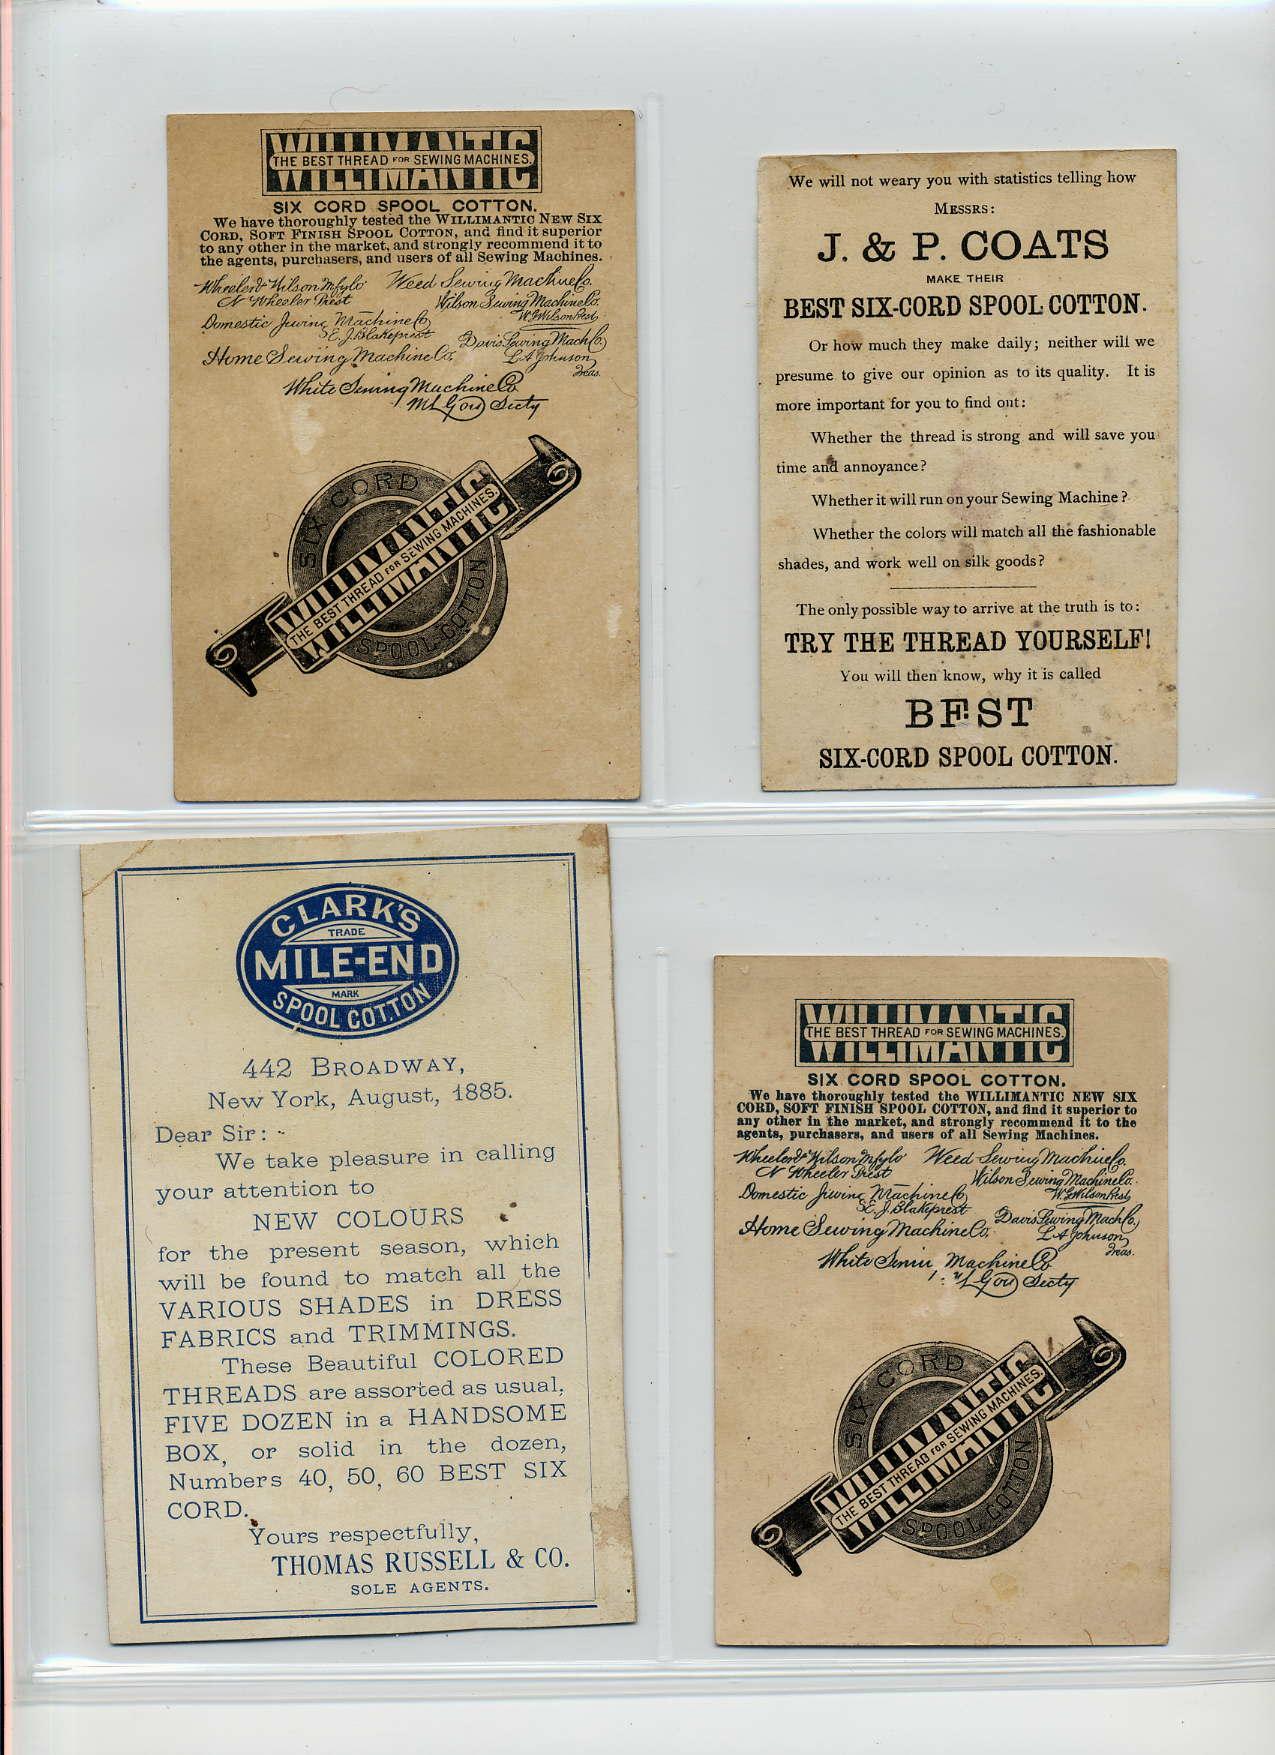 WILLIMANTIC
THE BEST THREAD FOR SEWING MACHINES.
WILLIMANTIC
SIX CORD SPOOL COTTON.
We have thoroughly tested the WILLIMANTIC NEW SIX
CORD, SOFT FINISH SPOOL COTTON, and find it superior
to any other in the market, and strongly recommend it to
the agents, purchasers, and users of all Sewing Machines.
Wheeler & Wilson Mfg Co Weed Sewing Machine Co.
N Wheeler Prest Wilson Sewing Machine Co.
W.G. Wilson Prest.
Domestic Sewing Machine Co
E. J. Blake prest Davis Sewing Mach Co,
Home Sewing Machine Co, L A Johnson
Treas.
White Sewing Machine Co
Secty
SIX CORD
WILLIMANTIC
THE BEST THREAD FOR SEWING MACHINES.
WILLIMANTIC
SPOOL-COTTON
We will not weary you with statistics telling how
MESSRS:
J. & P. COATS
MAKE THEIR
BEST SIX-CORD SPOOL COTTON.
Or how much they make daily; neither will we
presume to give our opinion as to its quality. It is
more important for you to find out:
Whether the thread is strong and will save you
time and annoyance?
Whether it will run on your Sewing Machine?
Whether the colors will match all the fashionable
shades, and work well on silk goods?
The only possible way to arrive at the truth is to:
TRY THE THREAD YOURSELF!
You will then know, why it is called
BEST
SIX-CORD SPOOL COTTON.
CLARK'S
TRADE
MILE-END
MARK
SPOOL COTTON
442 BROADWAY,
New York, August, 1885.
Dear Sir:
We take pleasure in calling
your attention to
NEW COLOURS
for the present season, which
will be found to match all the
VARIOUS SHADES in DRESS
FABRICS and TRIMMINGS.
These Beautiful COLORED
THREADS are assorted as usual,
FIVE DOZEN in a HANDSOME
BOX, or solid in the dozen,
Numbers 40, 50, 60 BEST SIX
CORD.
Yours respectfully,
THOMAS RUSSELL & CO.
SOLE AGENTS.
WILLIMANTIC
THE BEST THREAD FOR SEWING MACHINES.
WILLIMANTIC
SIX CORD SPOOL COTTON.
We have thoroughly tested the WILLIMANTIC NEW SIX
CORD, SOFT FINISH SPOOL COTTON, and find it superior to
any other in the market, and strongly recommend it to the
agents, purchasers, and users of all Sewing Machines.
Wheeler & Wilson Mfg Co Weed Sewing Machine Co.
N Wheeler Prest Wilson Sewing Machine Co.
Domestic Sewing Machine Co W.G. Wilson Prest
E. J. Blake prest Davis Sewing Mach Co,
Home Sewing Machine Co. L A Johnson
Treas.
White Machine Co
Secty
SIX CORD
WILLIMANTIC
THE BEST THREAD FOR SEWING MACHINES.
WILLIMANTIC
SPOOL-COTTON